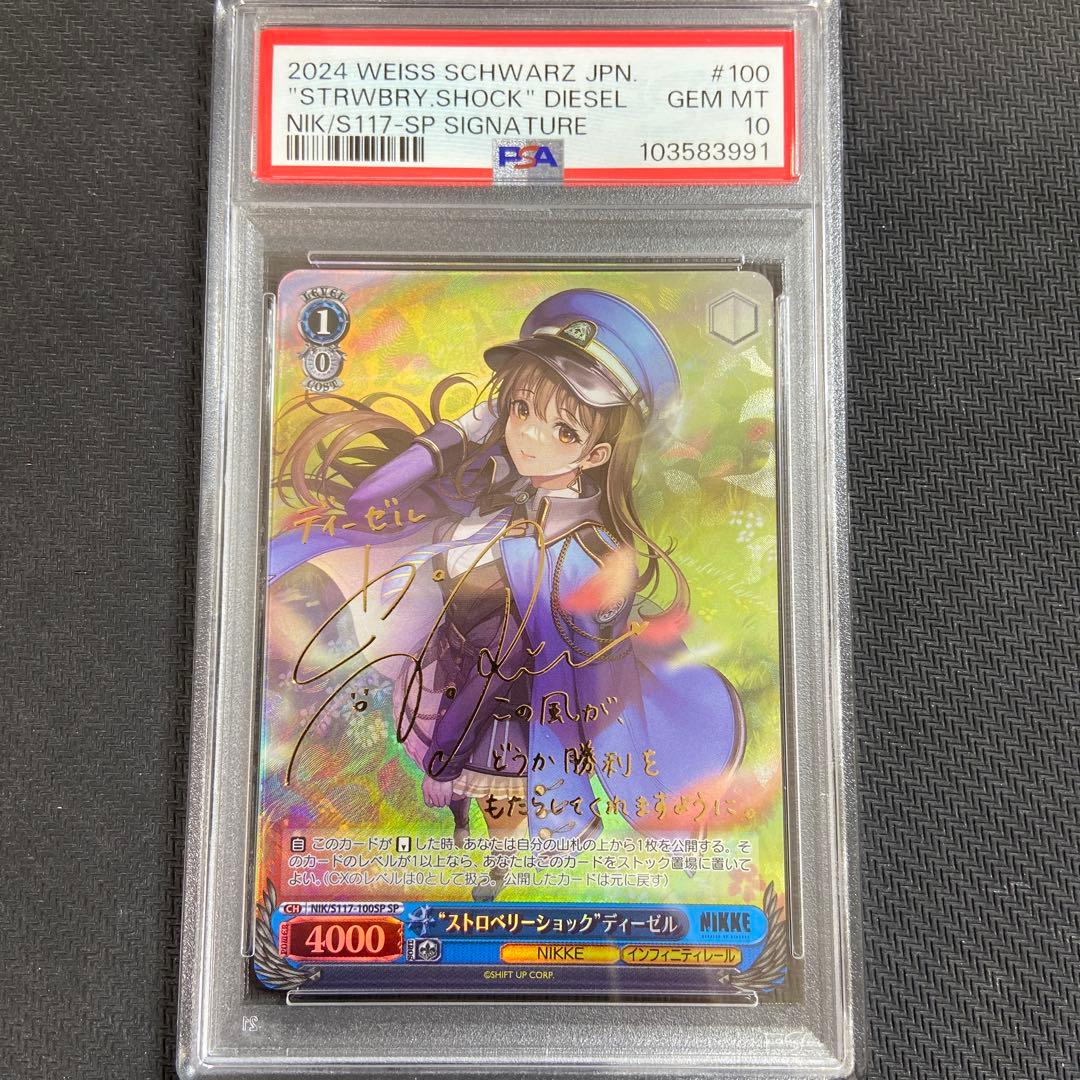 2024 WEISS SCHWARZ JPN. #100
"STRWBRY.SHOCK" DIESEL GEM MT
NIK/S117-SP SIGNATURE 10
PSA 103583991
LEVEL
1
0
COST
ディーゼル
この風が、
どうか勝利を
もたらしてくれますように。
自 このカードが した時、あなたは自分の山札の上から1枚を公開する。そ
のカードのレベルが1以上なら、あなたはこのカードをストック置場に置いて
よい。(CXのレベルは0として扱う。公開したカードは元に戻す)
CH NIK/S117-100SP SP
"ストロベリーショック"ディーゼル NIKKE
POWER 4000 SOUL NIKKE インフィニティレール
©SHIFT UP CORP.